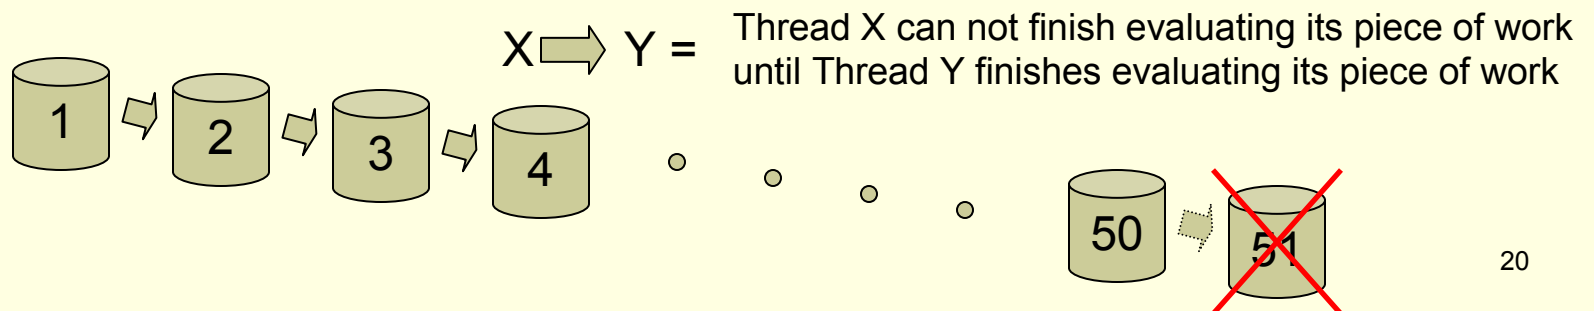 X Y =
Thread X can not finish evaluating its piece of work
until Thread Y finishes evaluating its piece of work
1
2
3
4
50
51
20